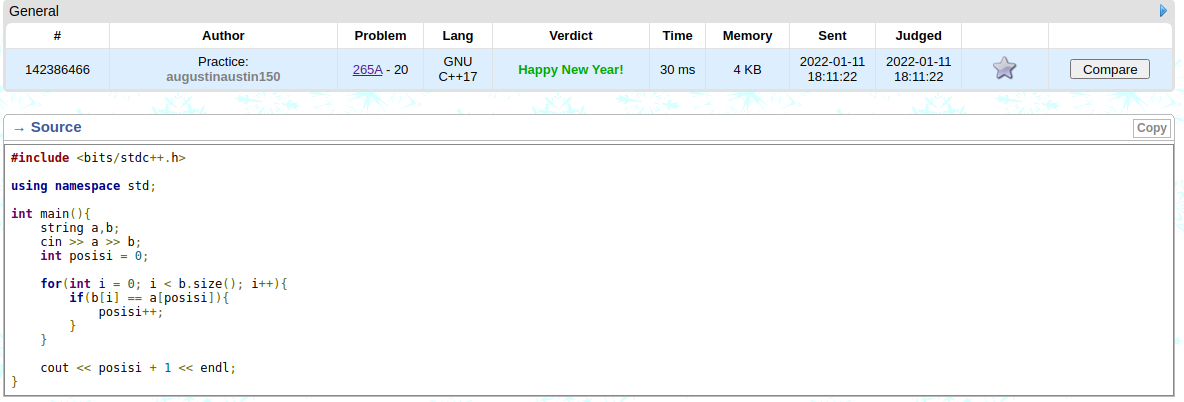 General
# Author Problem Lang Verdict Time Memory Sent Judged
142386466 Practice: augustinaustin150 265A - 20 GNU C++17 Happy New Year! 30 ms 4 KB 2022-01-11 18:11:22 2022-01-11 18:11:22 Compare
→ Source Copy
#include <bits/stdc++.h>
using namespace std;
int main(){
    string a,b;
    cin >> a >> b;
    int posisi = 0;
    for(int i = 0; i < b.size(); i++){
        if(b[i] == a[posisi]){
            posisi++;
        }
    }
    cout << posisi + 1 << endl;
}